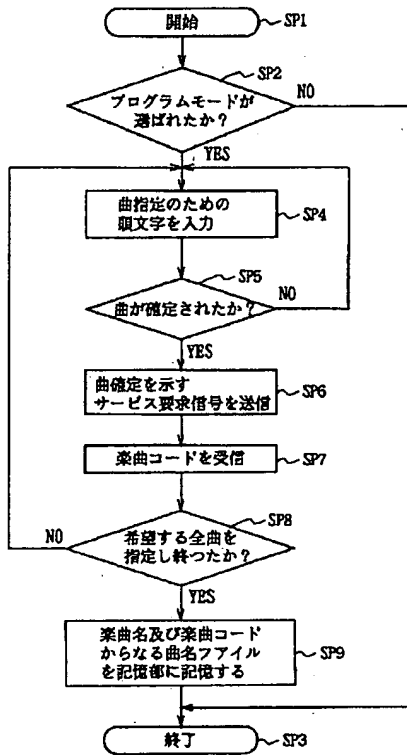 開始
SP1
SP2
NO
プログラムモードが
選ばれたか?
YES
曲指定のための
頭文字を入力
SP4
SP5
NO
曲が確定されたか?
YES
曲確定を示す
サービス要求信号を送信
SP6
楽曲コードを受信
SP7
SP8
NO
希望する全曲を
指定し終つたか?
YES
楽曲名及び楽曲コード
からなる曲名ファイル
を記憶部に記憶する
SP9
終了
SP3